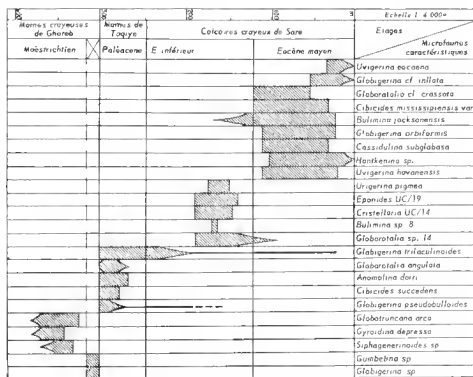 Echelle 1 4 000e
Marnes crayeuses
de Ghareb
Marnes de
Taqiye
Calcaires crayeux de Sare
Etages
Maëstrichtien
Paléocene
E inférieur
Eocène moyen
Microfaunes
caractéristiques
Uvigerina eocaena
Globigerina cf inflata
Globorotalia cf crassata
Cibicides mississipiensis var
Bulimina jacksonensis
Globigerina orbiformis
Cassidulina subglobosa
Hantkenina sp.
Uvigerina havanensis
Uvigerina pigmea
Eponides UC/19
Cristellaria UC/14
Bulimina sp B
Globorotalia sp. 14
Globigerina triloculinoides
Globorotalia angulata
Anomalina dorri
Cibicides succedens
Globigerina pseudobulloides
Globotruncana arca
Gyroidina depressa
Siphogenerinoides sp
Gumbelina sp
Globigerina sp